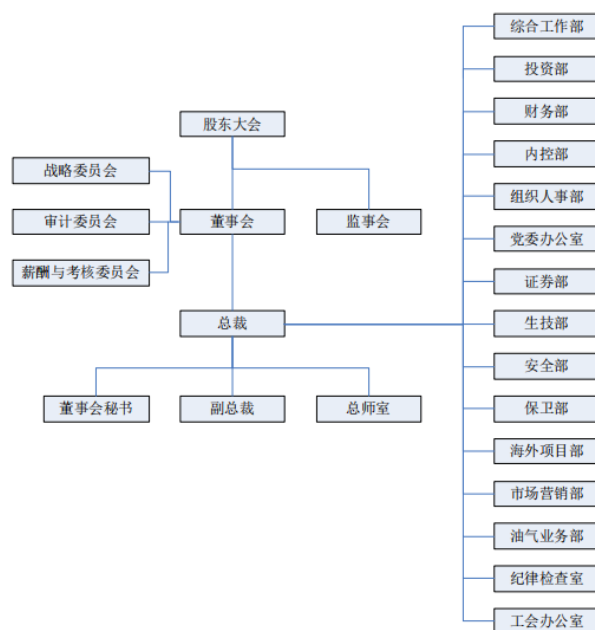 股东大会
战略委员会
审计委员会
薪酬与考核委员会
董事会
监事会
总裁
董事会秘书
副总裁
总师室
综合工作部
投资部
财务部
内控部
组织人事部
党委办公室
证券部
生技部
安全部
保卫部
海外项目部
市场营销部
油气业务部
纪律检查室
工会办公室